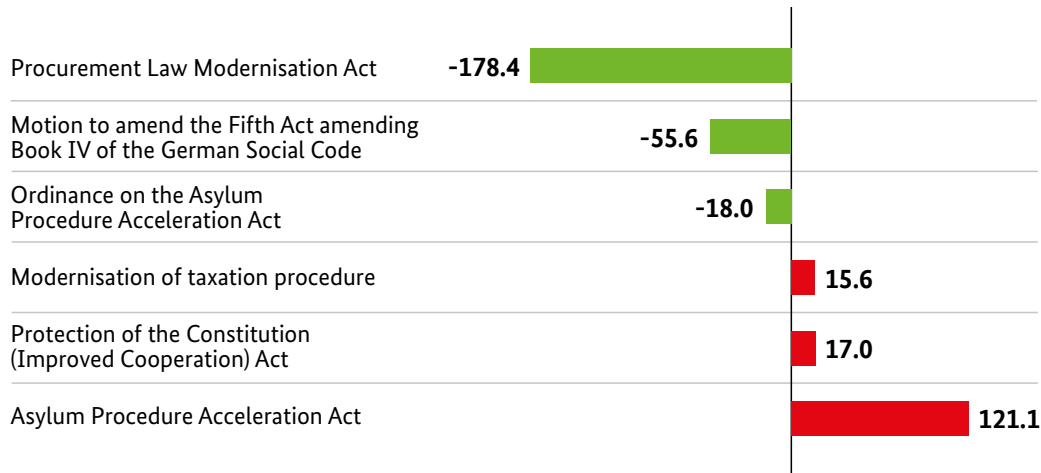 Procurement Law Modernisation Act -178.4
Motion to amend the Fifth Act amending
Book IV of the German Social Code -55.6
Ordinance on the Asylum
Procedure Acceleration Act -18.0
Modernisation of taxation procedure 15.6
Protection of the Constitution
(Improved Cooperation) Act 17.0
Asylum Procedure Acceleration Act 121.1